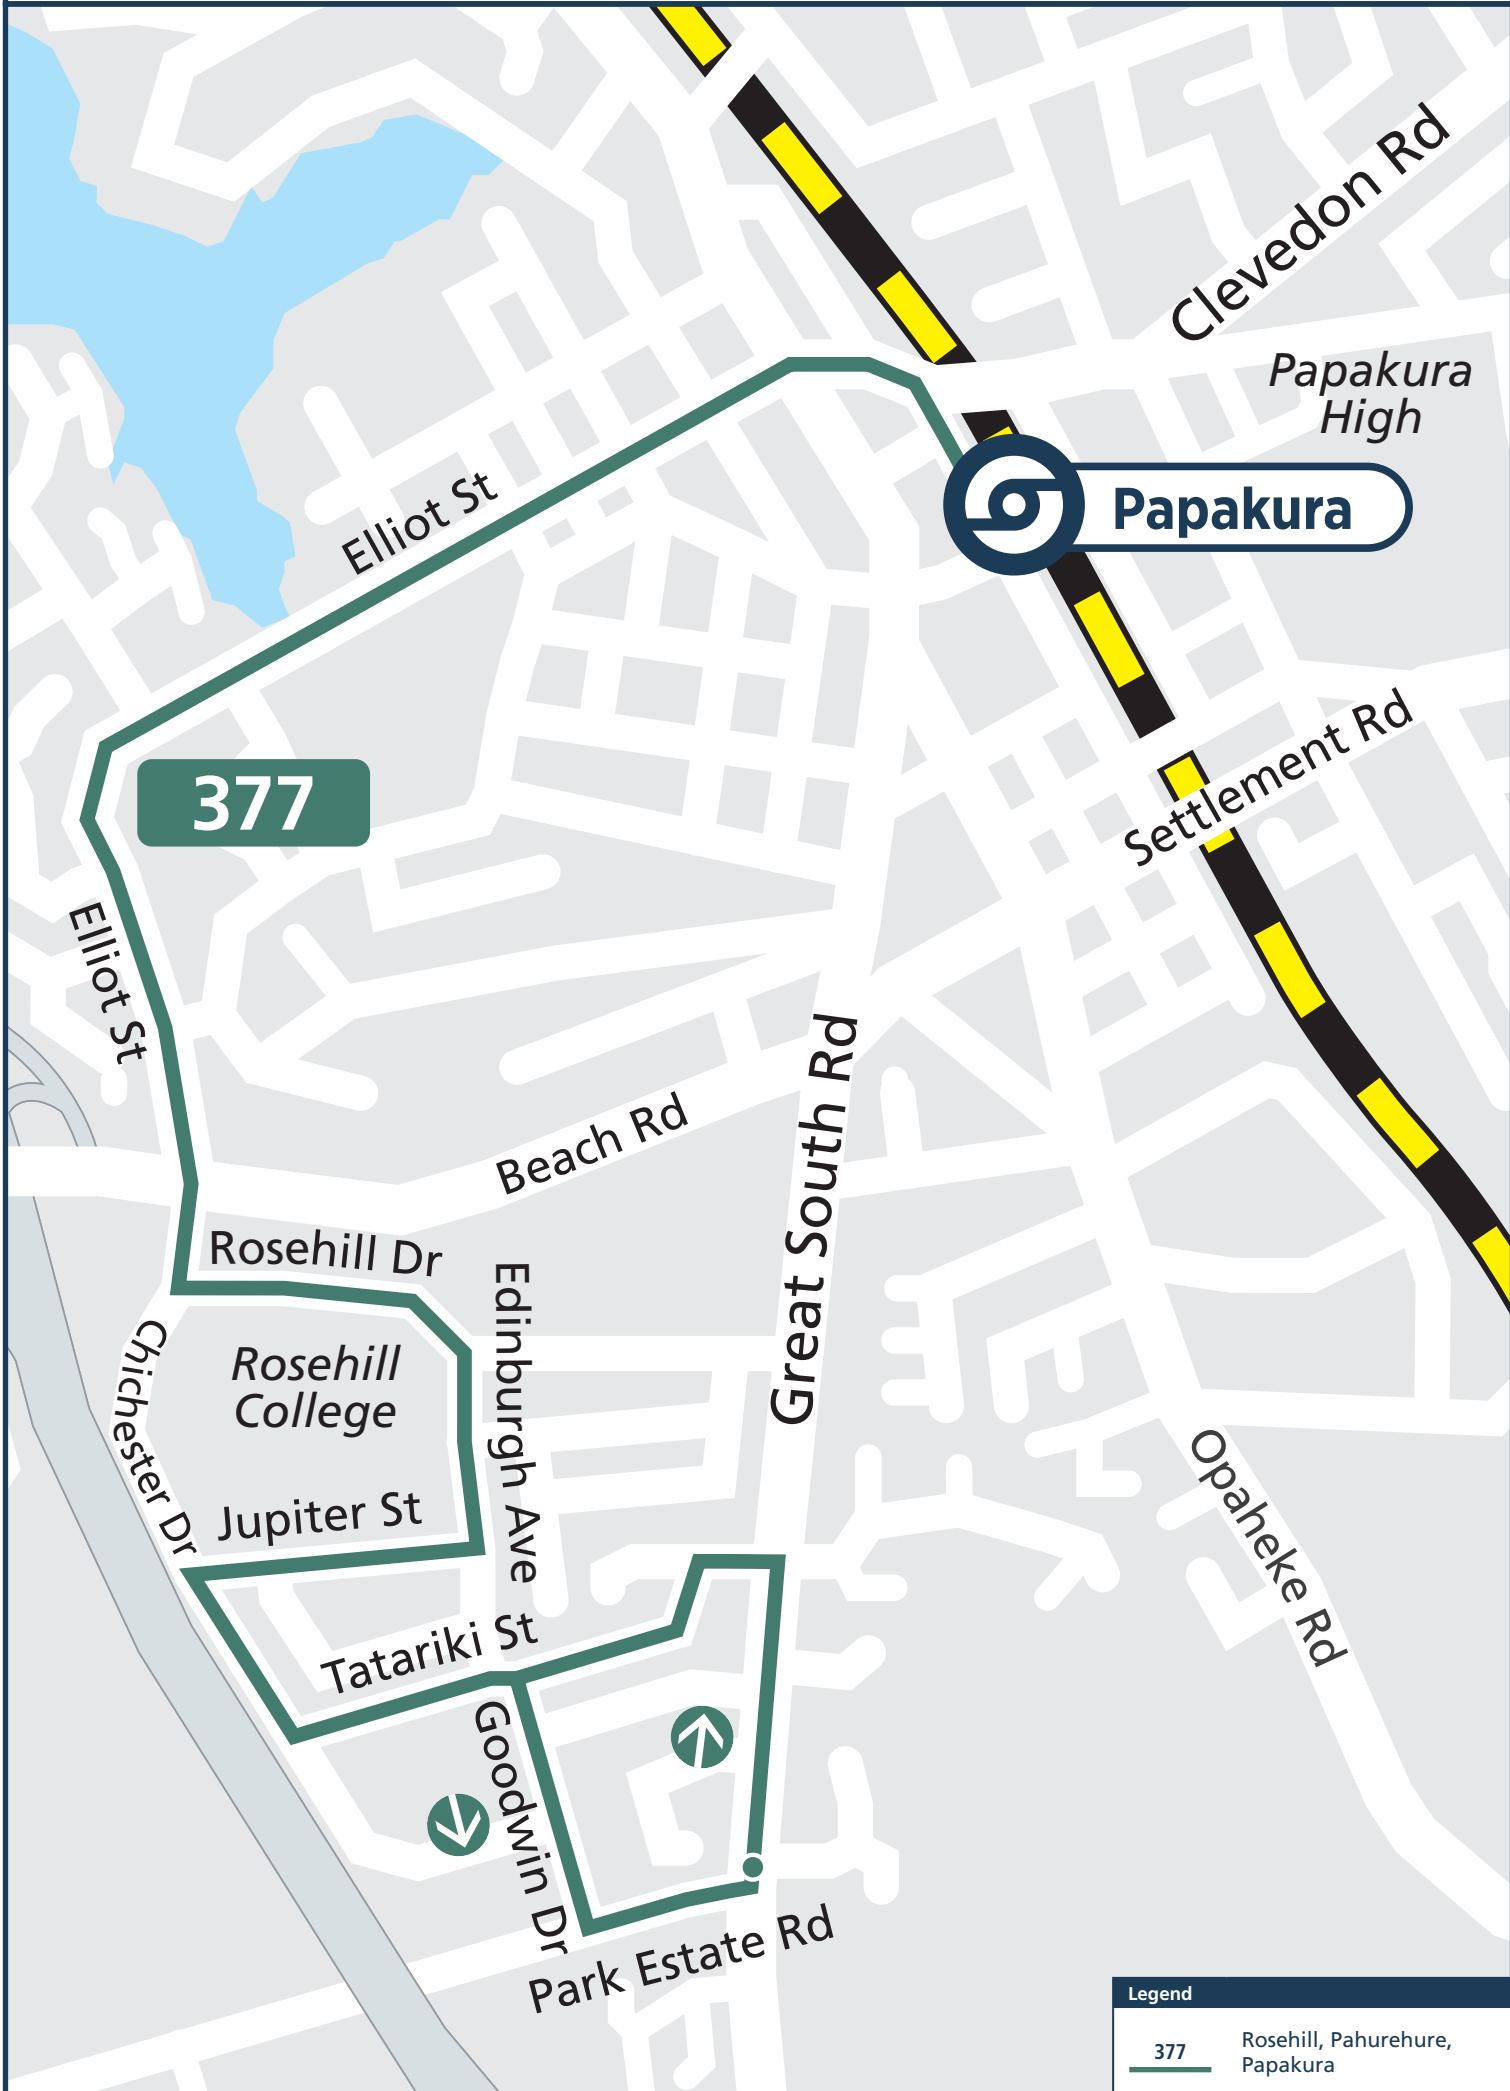 Clevedon Rd
Papakura
High
Papakura
Elliot St
377
Settlement Rd
Elliot St
Great South Rd
Beach Rd
Rosehill Dr
Edinburgh Ave
Chichester Dr
Rosehill
College
Jupiter St
Opaheke Rd
Tatariki St
Goodwin Dr
Park Estate Rd
Legend
377
Rosehill, Pahurehure,
Papakura